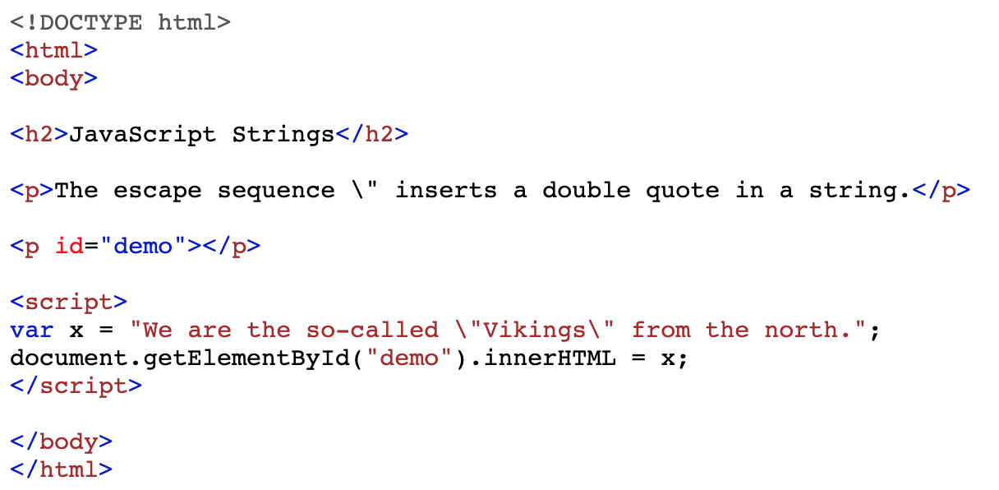 <!DOCTYPE html>
<html>
<body>
<h2>JavaScript Strings</h2>
<p>The escape sequence \" inserts a double quote in a string.</p>
<p id="demo"></p>
<script>
var x = "We are the so-called \"Vikings\" from the north.";
document.getElementById("demo").innerHTML = x;
</script>
</body>
</html>